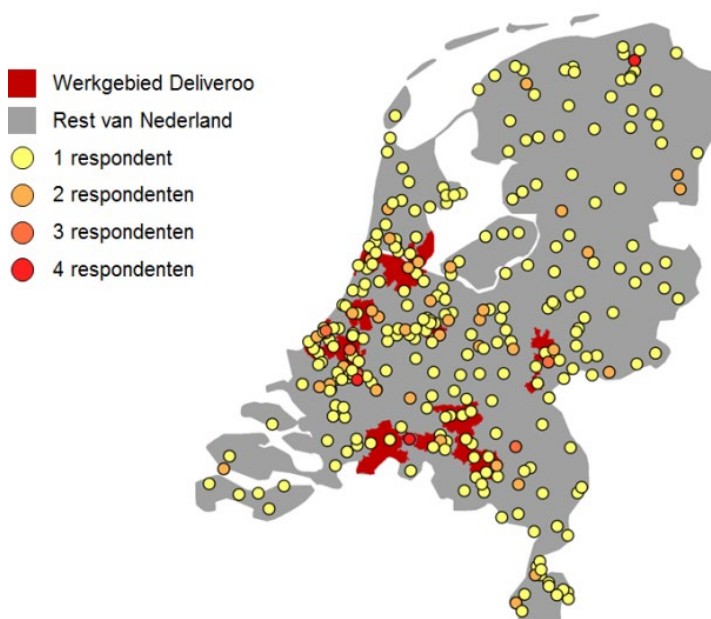 Werkgebied Deliveroo
Rest van Nederland
1 respondent
2 respondenten
3 respondenten
4 respondenten